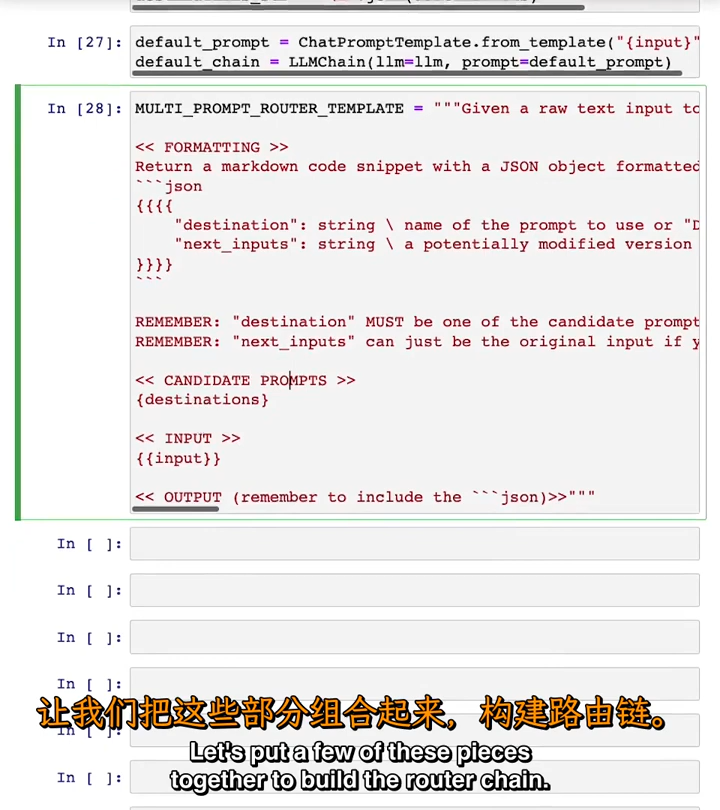 In [27]: default_prompt = ChatPromptTemplate.from_template("{input}"
default_chain = LLMChain(llm=llm, prompt=default_prompt)
In [28]: MULTI_PROMPT_ROUTER_TEMPLATE = """Given a raw text input to
<< FORMATTING >>
Return a markdown code snippet with a JSON object formatted
```json
{{{{
"destination": string \ name of the prompt to use or "D
"next_inputs": string \ a potentially modified version
}}}}
```
REMEMBER: "destination" MUST be one of the candidate prompt
REMEMBER: "next_inputs" can just be the original input if y
<< CANDIDATE PROMPTS >>
{destinations}
<< INPUT >>
{{input}}
<< OUTPUT (remember to include the ```json)>>"""
In [ ]:
In [ ]:
In [ ]:
In [ ]:
让我们把这些部分组合起来，构建路由链。
In [ ]:
Let's put a few of these pieces
together to build the router chain.
In [ ]: